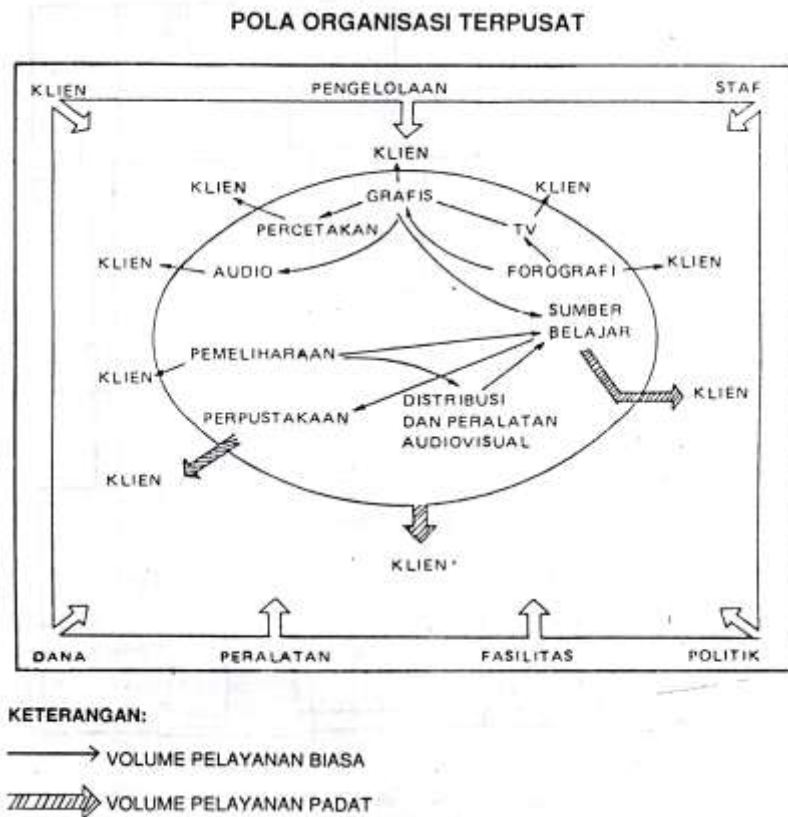 POLA ORGANISASI TERPUSAT
KLIEN PENGELOLAAN STAF
KLIEN
KLIEN GRAFIS KLIEN
PERCETAKAN TV
KLIEN AUDIO FOROGRAFI KLIEN
SUMBER
BELAJAR
PEMELIHARAAN
KLIEN
DISTRIBUSI
DAN PERALATAN
AUDIOVISUAL
KLIEN
PERPUSTAKAAN
KLIEN
KLIEN
DANA PERALATAN FASILITAS POLITIK
KETERANGAN:
VOLUME PELAYANAN BIASA
VOLUME PELAYANAN PADAT